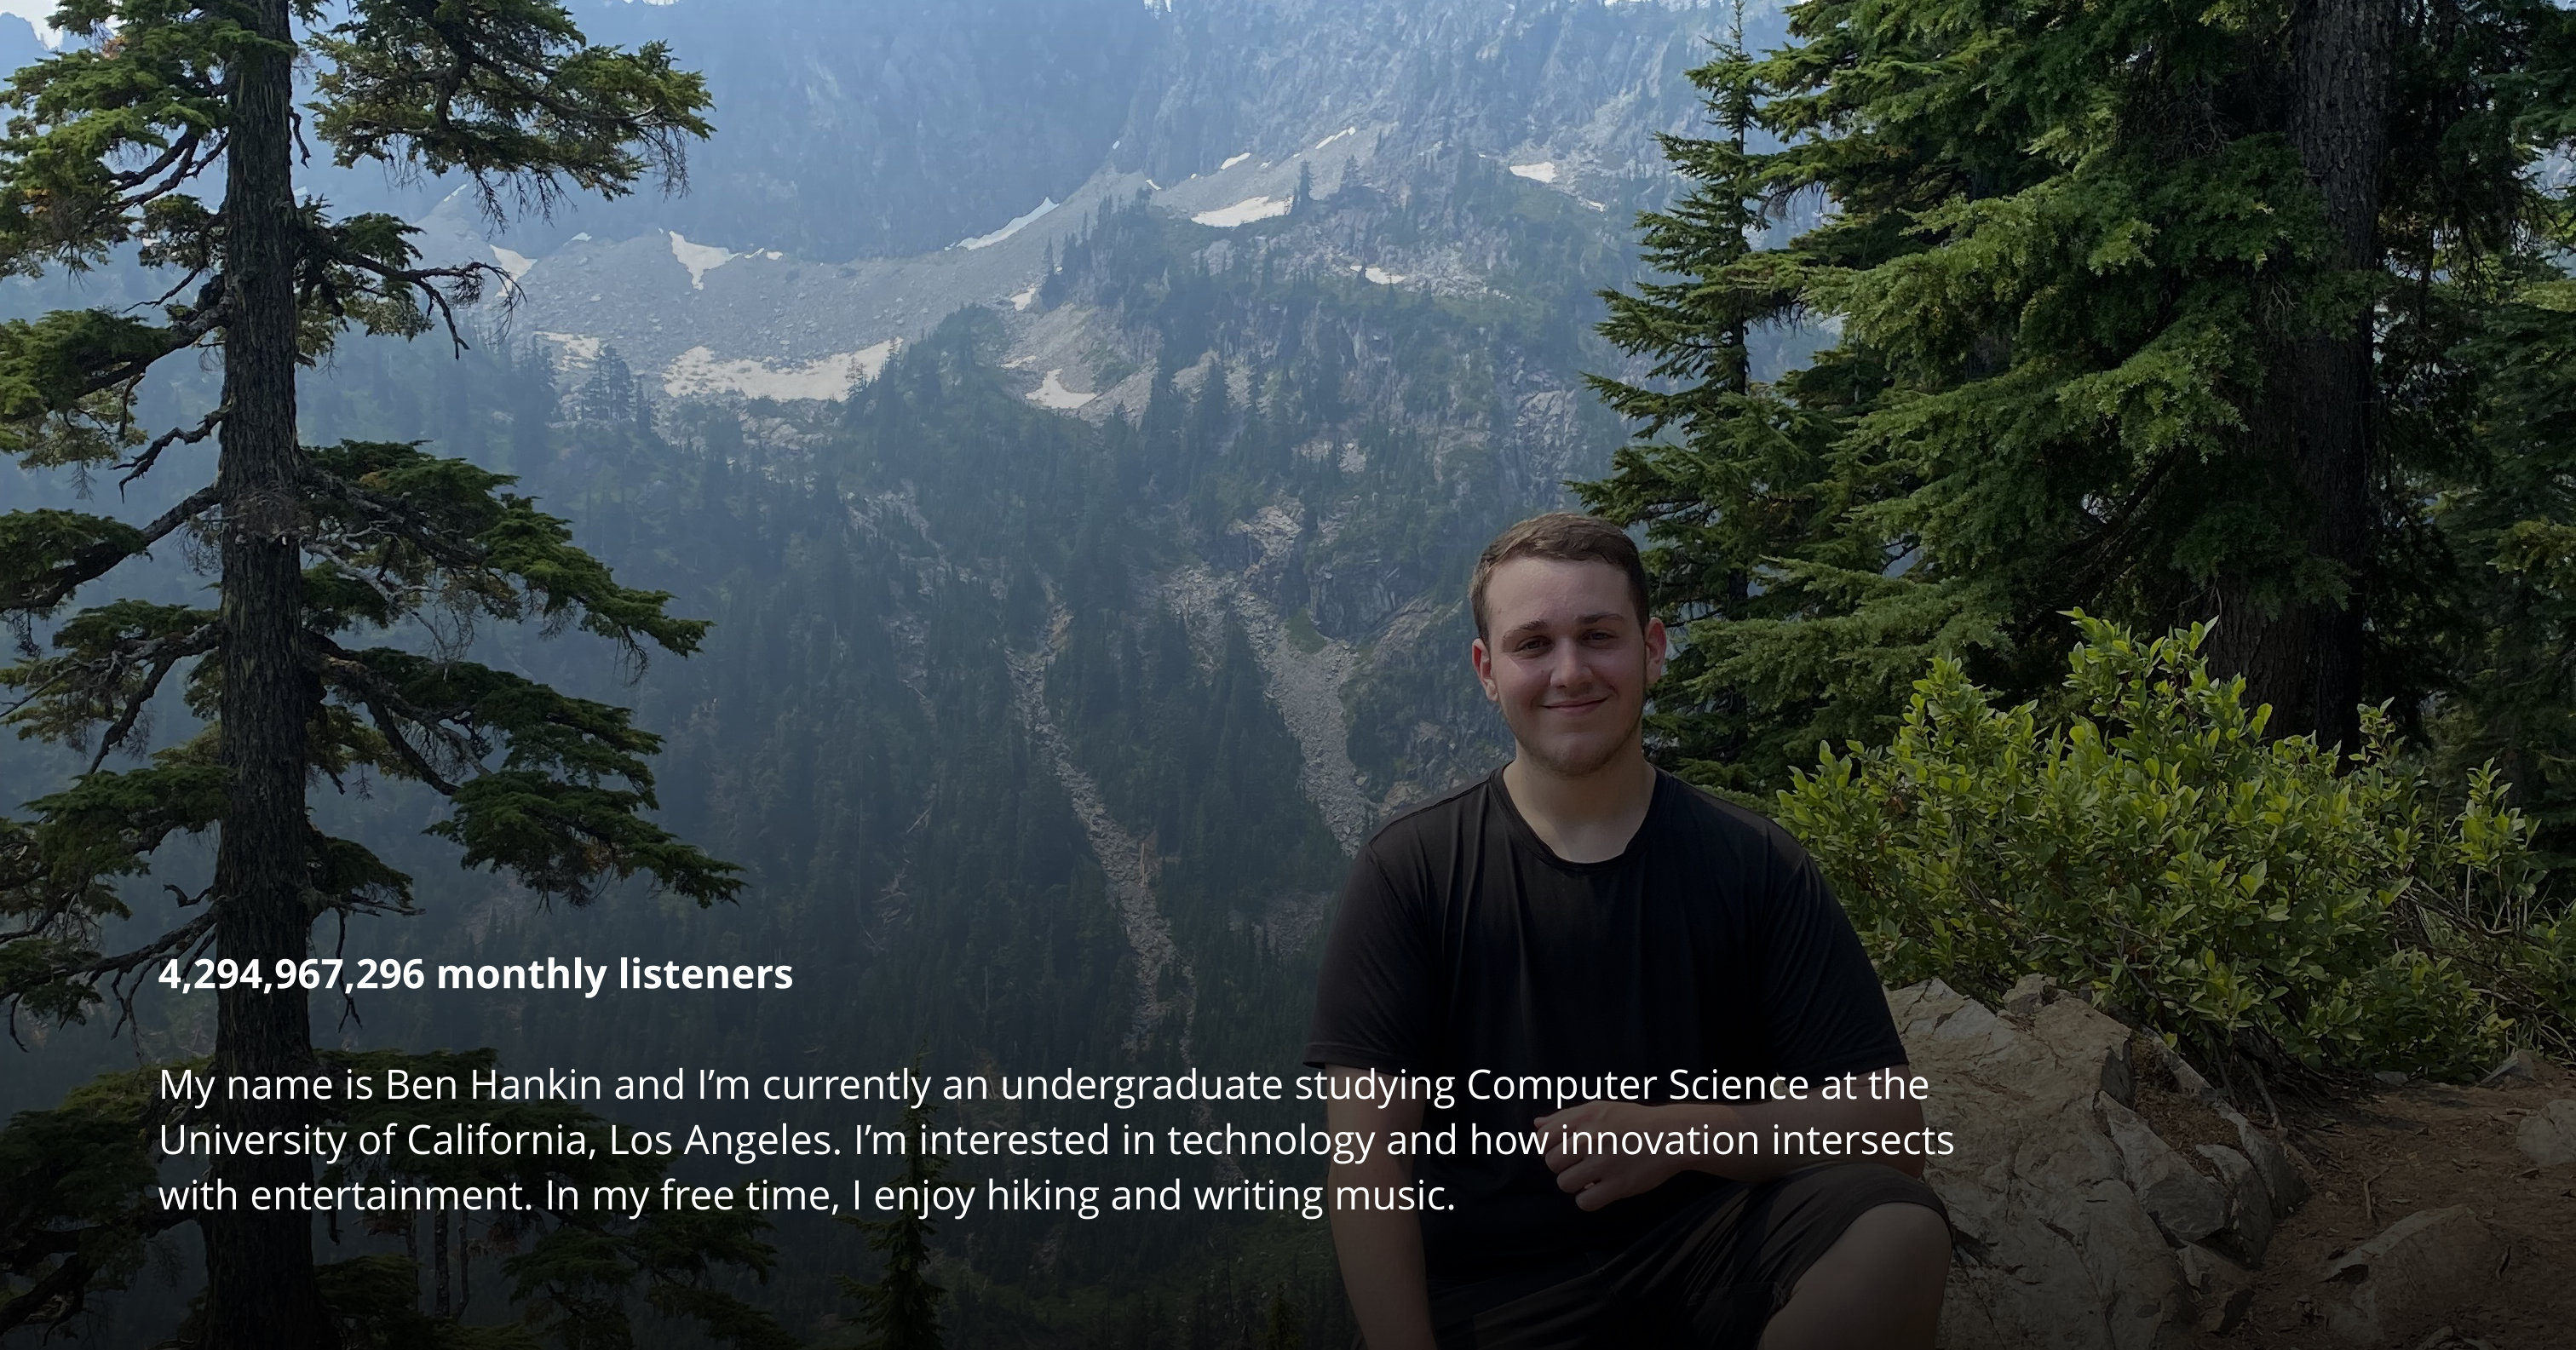 4,294,967,296 monthly listeners
My name is Ben Hankin and I’m currently an undergraduate studying Computer Science at the
University of California, Los Angeles. I’m interested in technology and how innovation intersects
with entertainment. In my free time, I enjoy hiking and writing music.